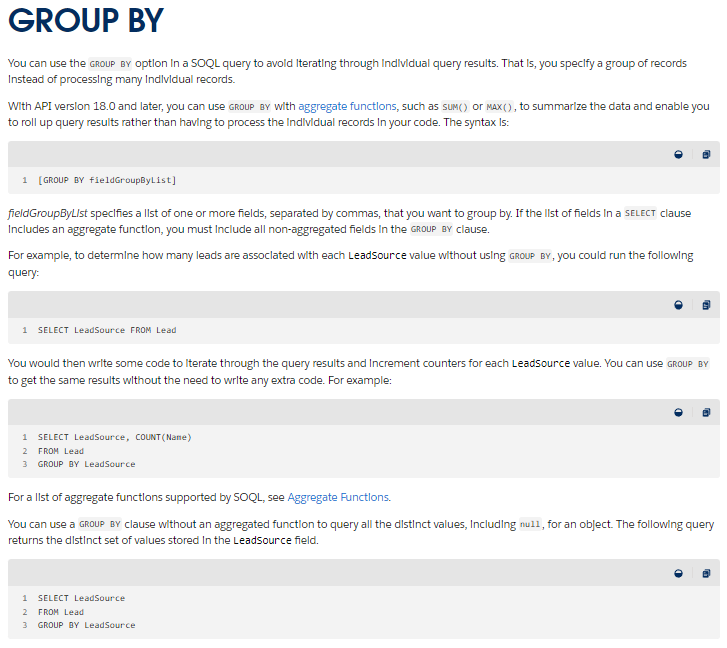 GROUP BY
You can use the GROUP BY option in a SOQL query to avoid iterating through individual query results. That is, you specify a group of records
instead of processing many individual records.
With API version 18.0 and later, you can use GROUP BY with aggregate functions, such as SUM() or MAX(), to summarize the data and enable you
to roll up query results rather than having to process the individual records in your code. The syntax is:
1 [GROUP BY fieldGroupByList]
fieldGroupByList specifies a list of one or more fields, separated by commas, that you want to group by. If the list of fields in a SELECT clause
includes an aggregate function, you must include all non-aggregated fields in the GROUP BY clause.
For example, to determine how many leads are associated with each LeadSource value without using GROUP BY, you could run the following
query:
1 SELECT LeadSource FROM Lead
You would then write some code to iterate through the query results and increment counters for each LeadSource value. You can use GROUP BY
to get the same results without the need to write any extra code. For example:
1 SELECT LeadSource, COUNT(Name)
2 FROM Lead
3 GROUP BY LeadSource
For a list of aggregate functions supported by SOQL, see Aggregate Functions.
You can use a GROUP BY clause without an aggregated function to query all the distinct values, including null, for an object. The following query
returns the distinct set of values stored in the LeadSource field.
1 SELECT LeadSource
2 FROM Lead
3 GROUP BY LeadSource